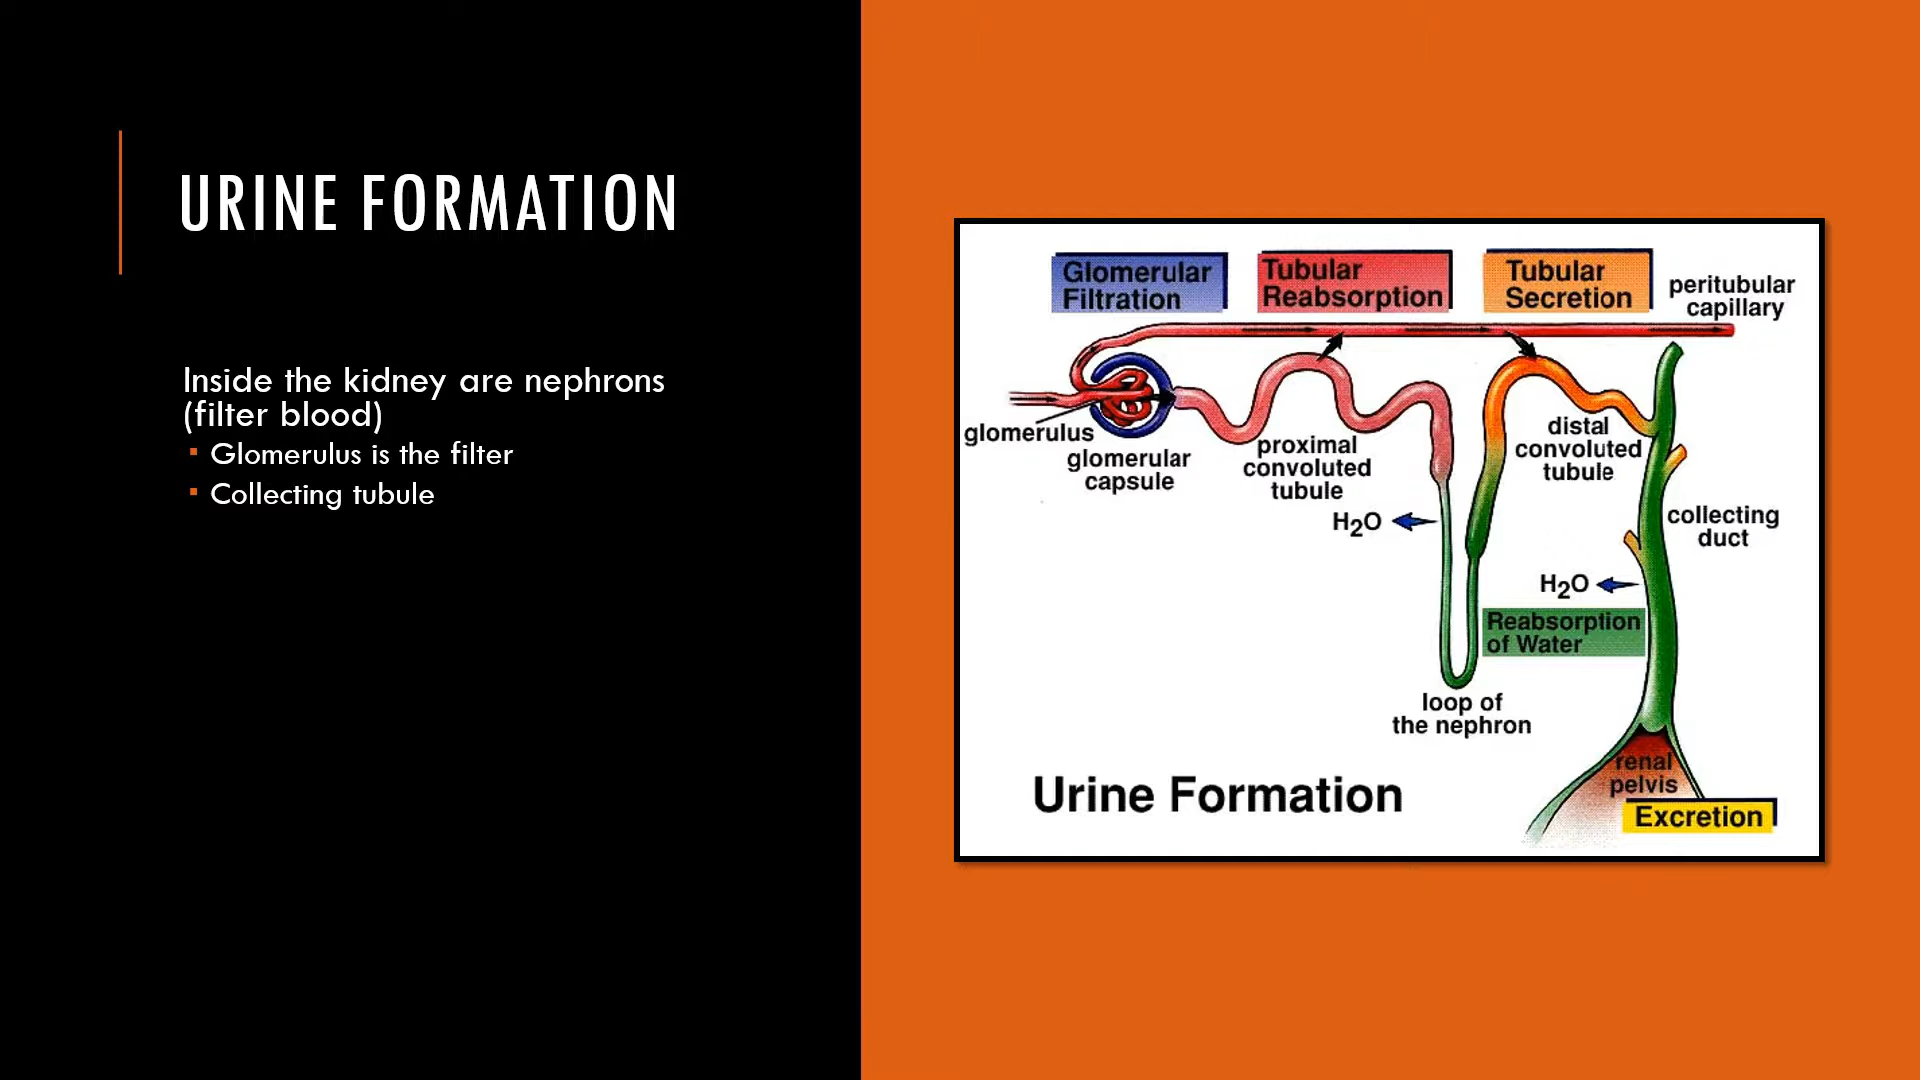 URINE FORMATION
Inside the kidney are nephrons
(filter blood)
▪ Glomerulus is the filter
▪ Collecting tubule
Glomerular
Filtration
Tubular
Reabsorption
Tubular
Secretion
peritubular
capillary
glomerulus
glomerular
capsule
proximal
convoluted
tubule
distal
convoluted
tubule
H₂O
collecting
duct
H₂O
Reabsorption
of Water
loop of
the nephron
renal
pelvis
Urine Formation
Excretion